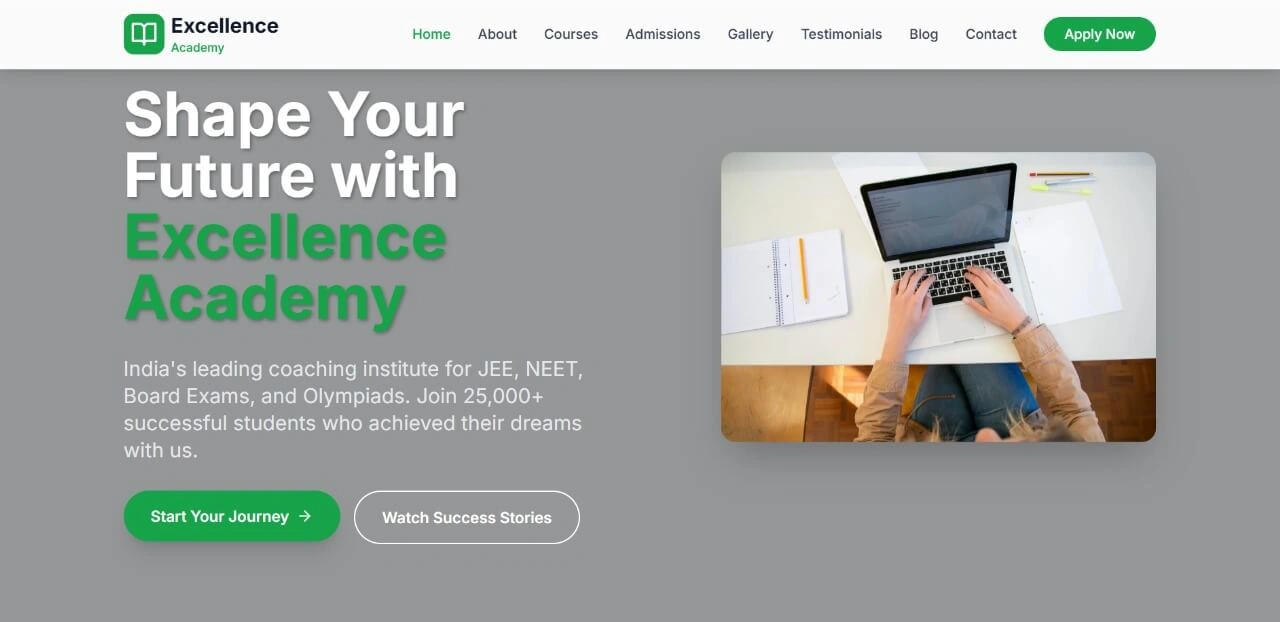 Excellence
Academy
Home About Courses Admissions Gallery Testimonials Blog Contact Apply Now
Shape Your
Future with
Excellence
Academy
India's leading coaching institute for JEE, NEET,
Board Exams, and Olympiads. Join 25,000+
successful students who achieved their dreams
with us.
Start Your Journey →
Watch Success Stories